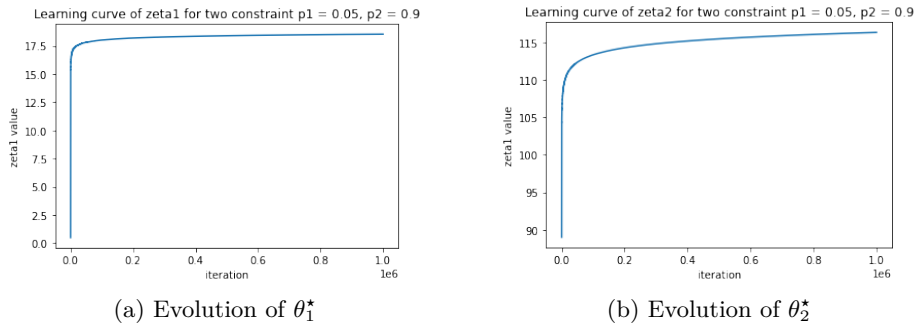 Learning curve of zeta1 for two constraint p1 = 0.05, p2 = 0.9
zeta1 value
17.5
15.0
12.5
10.0
7.5
5.0
2.5
0.0
0.0 0.2 0.4 0.6 0.8 1.0
1e6
iteration
(a) Evolution of θ₁★
Learning curve of zeta2 for two constraint p1 = 0.05, p2 = 0.9
zeta1 value
115
110
105
100
95
90
0.0 0.2 0.4 0.6 0.8 1.0
1e6
iteration
(b) Evolution of θ₂★